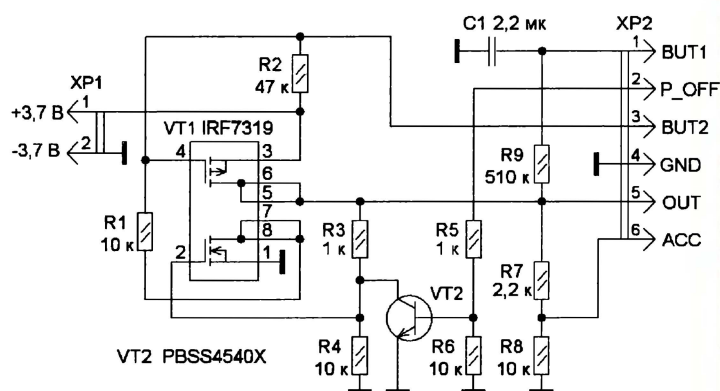 C1 2,2 мк
XP2
1
BUT1
R2
47 к
XP1
2
P_OFF
+3,7 В
1
VT1 IRF7319
3
BUT2
-3,7 В
2
4
3
R9
510 к
4
GND
6
5
5
OUT
7
R1
10 к
8
R3
1 к
R5
1 к
6
ACC
2
1
VT2
R7
2,2 к
VT2 PBSS4540X
R4
10 к
R6
10 к
R8
10 к